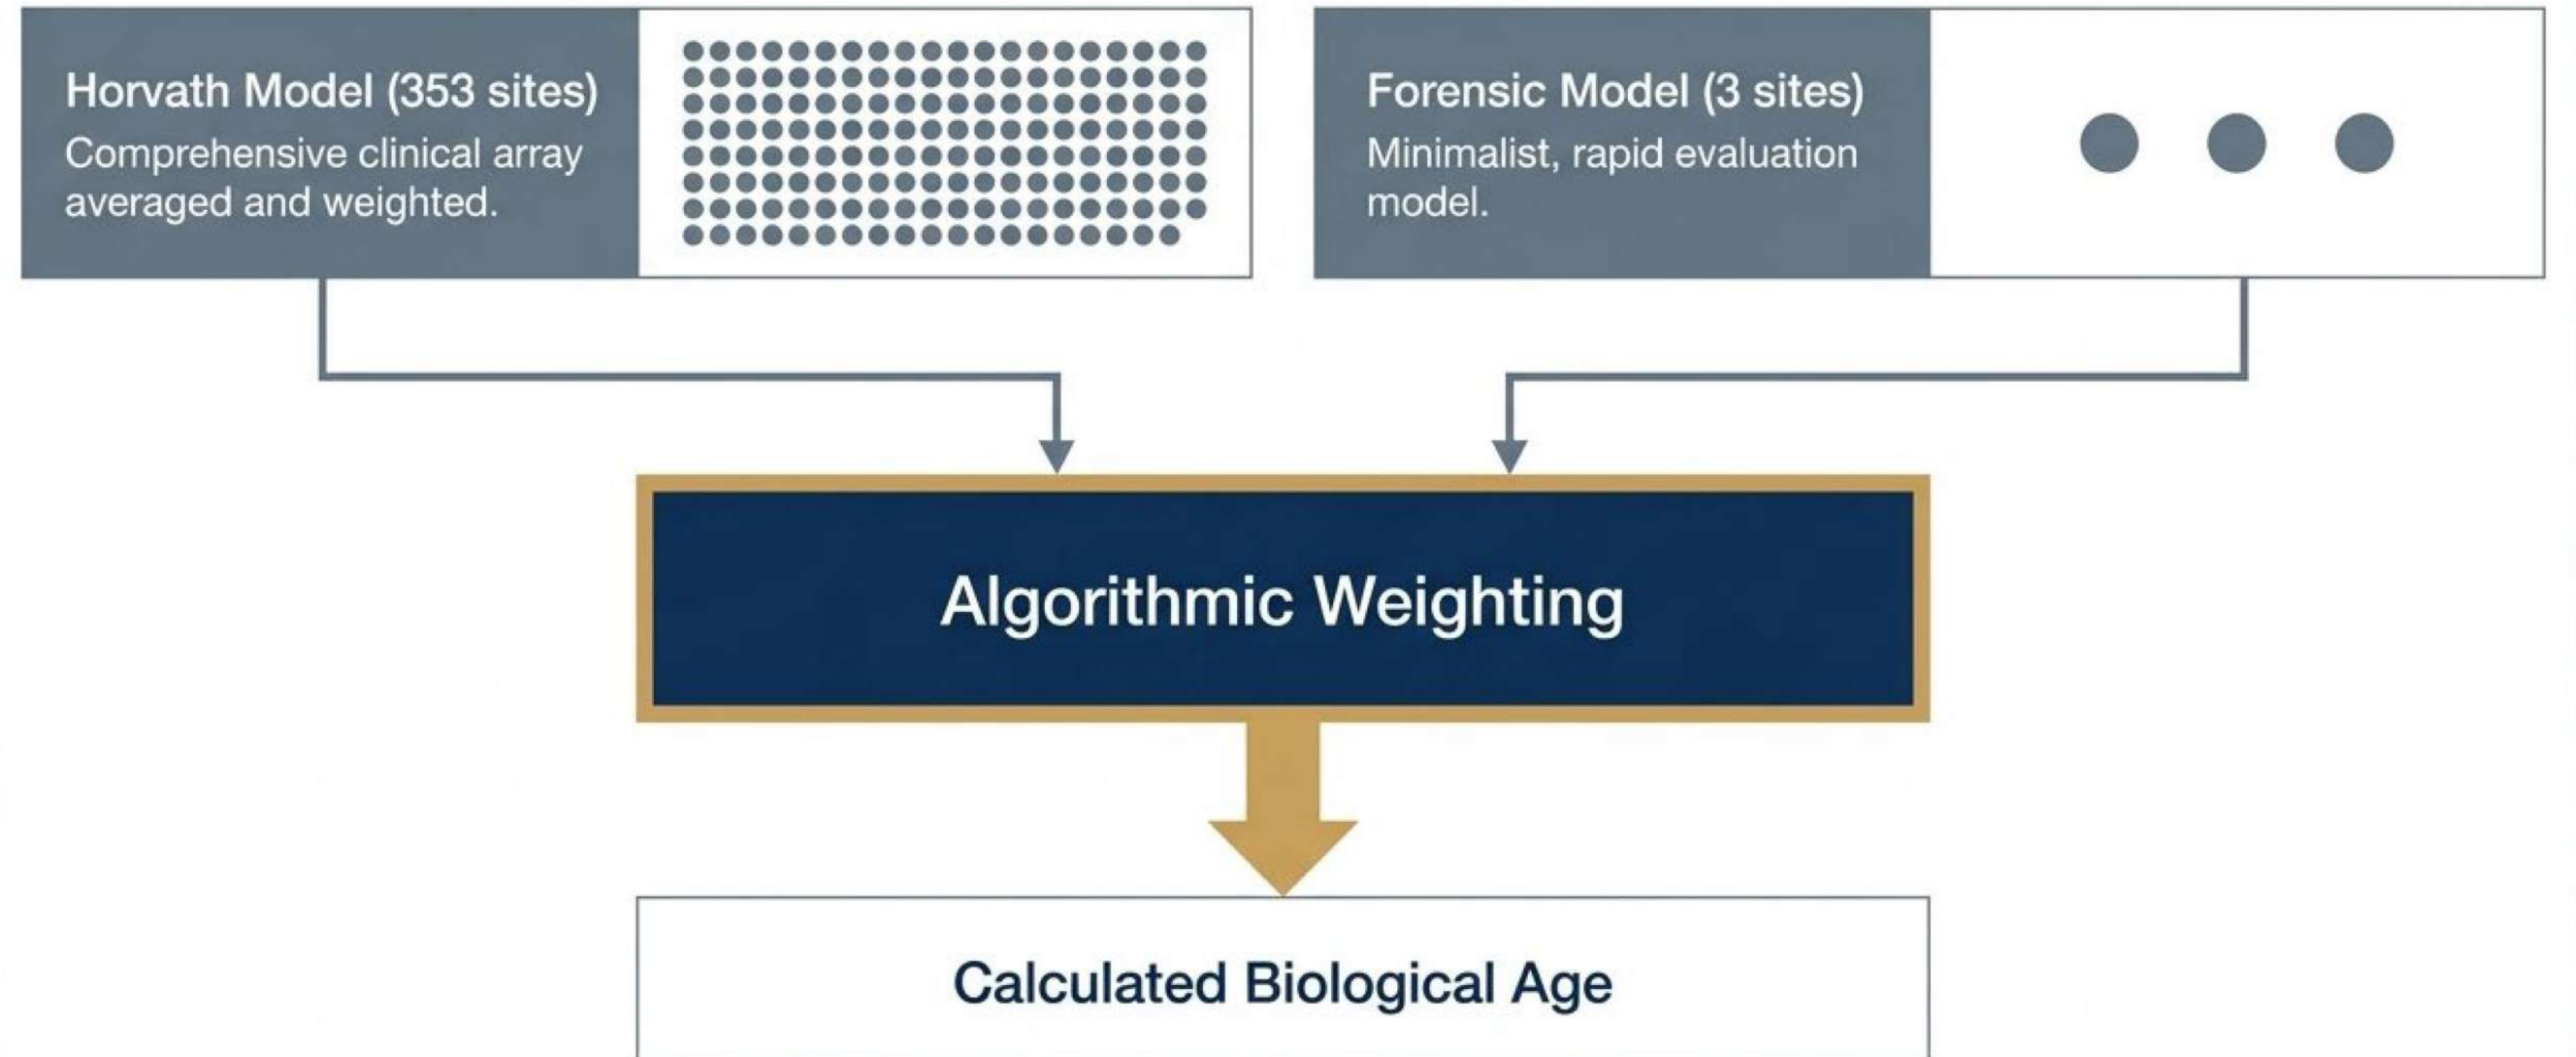 Horvath Model (353 sites)
Comprehensive clinical array
averaged and weighted.
Forensic Model (3 sites)
Minimalist, rapid evaluation
model.
Algorithmic Weighting
Calculated Biological Age